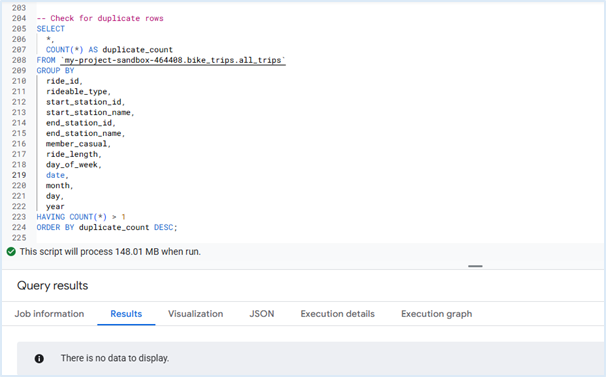 203
204 -- Check for duplicate rows
205 SELECT
206 *,
207 COUNT(*) AS duplicate_count
208 FROM `my-project-sandbox-464408.bike_trips.all_trips`
209 GROUP BY
210 ride_id,
211 rideable_type,
212 start_station_id,
213 start_station_name,
214 end_station_id,
215 end_station_name,
216 member_casual,
217 ride_length,
218 day_of_week,
219 date,
220 month,
221 day,
222 year
223 HAVING COUNT(*) > 1
224 ORDER BY duplicate_count DESC;
225
This script will process 148.01 MB when run.
Query results
Job information Results Visualization JSON Execution details Execution graph
There is no data to display.